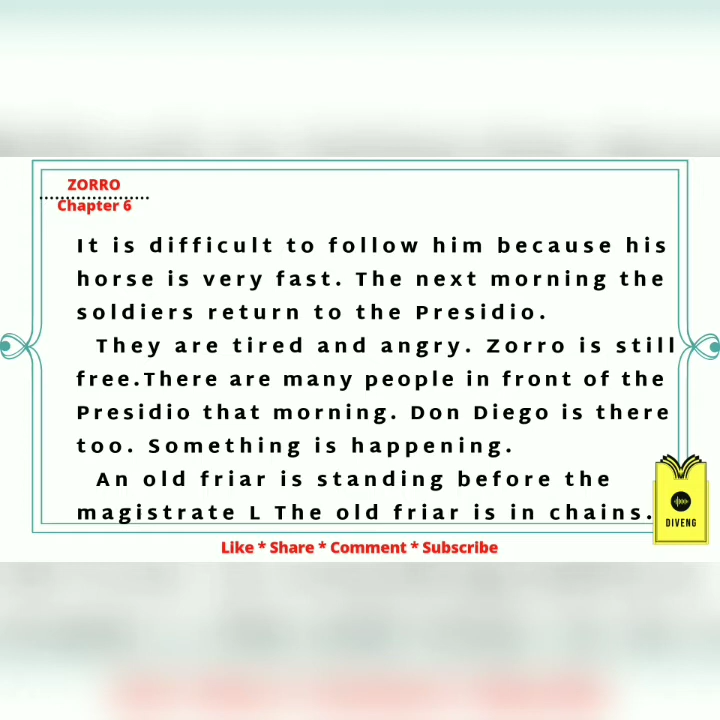 ZORRO
Chapter 6
It is difficult to follow him because his
horse is very fast. The next morning the
soldiers return to the Presidio.
They are tired and angry. Zorro is still
free.There are many people in front of the
Presidio that morning. Don Diego is there
too. Something is happening.
An old friar is standing before the
magistrate L The old friar is in chains.
DIVENG
Like * Share * Comment * Subscribe